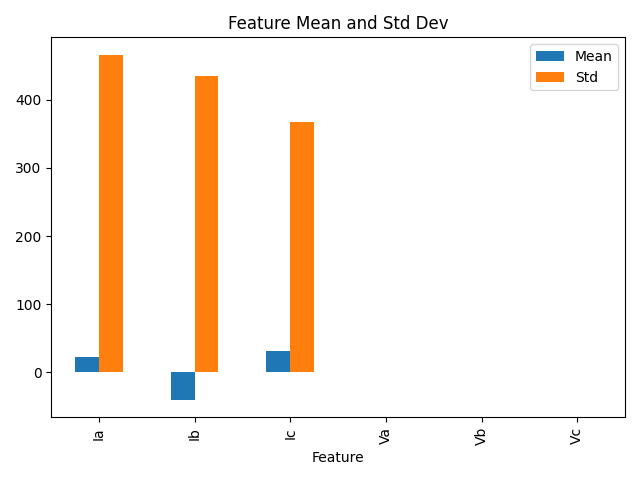 Feature Mean and Std Dev
Mean
Std
400
300
200
100
0
Ia
Ib
Ic
Va
Vb
Vc
Feature